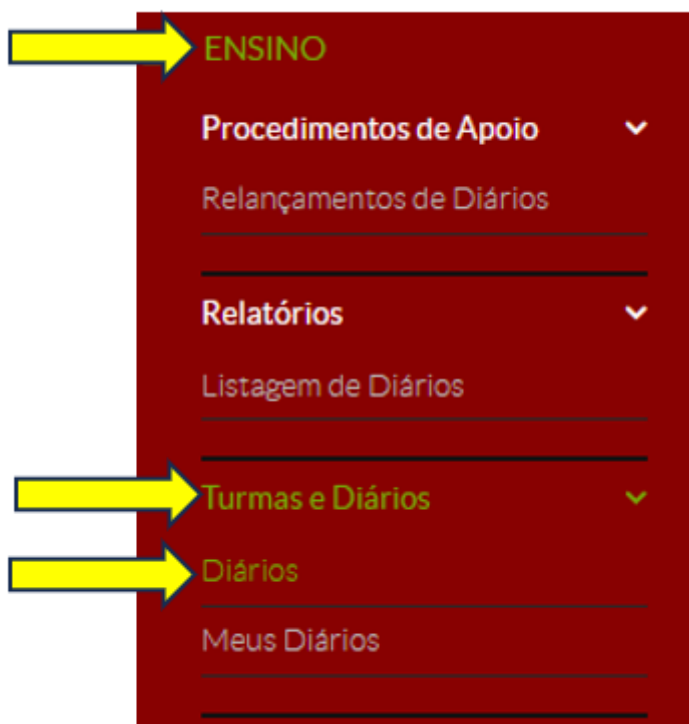 ENSINO
Procedimentos de Apoio
Relançamentos de Diários
Relatórios
Listagem de Diários
Turmas e Diários
Diários
Meus Diários